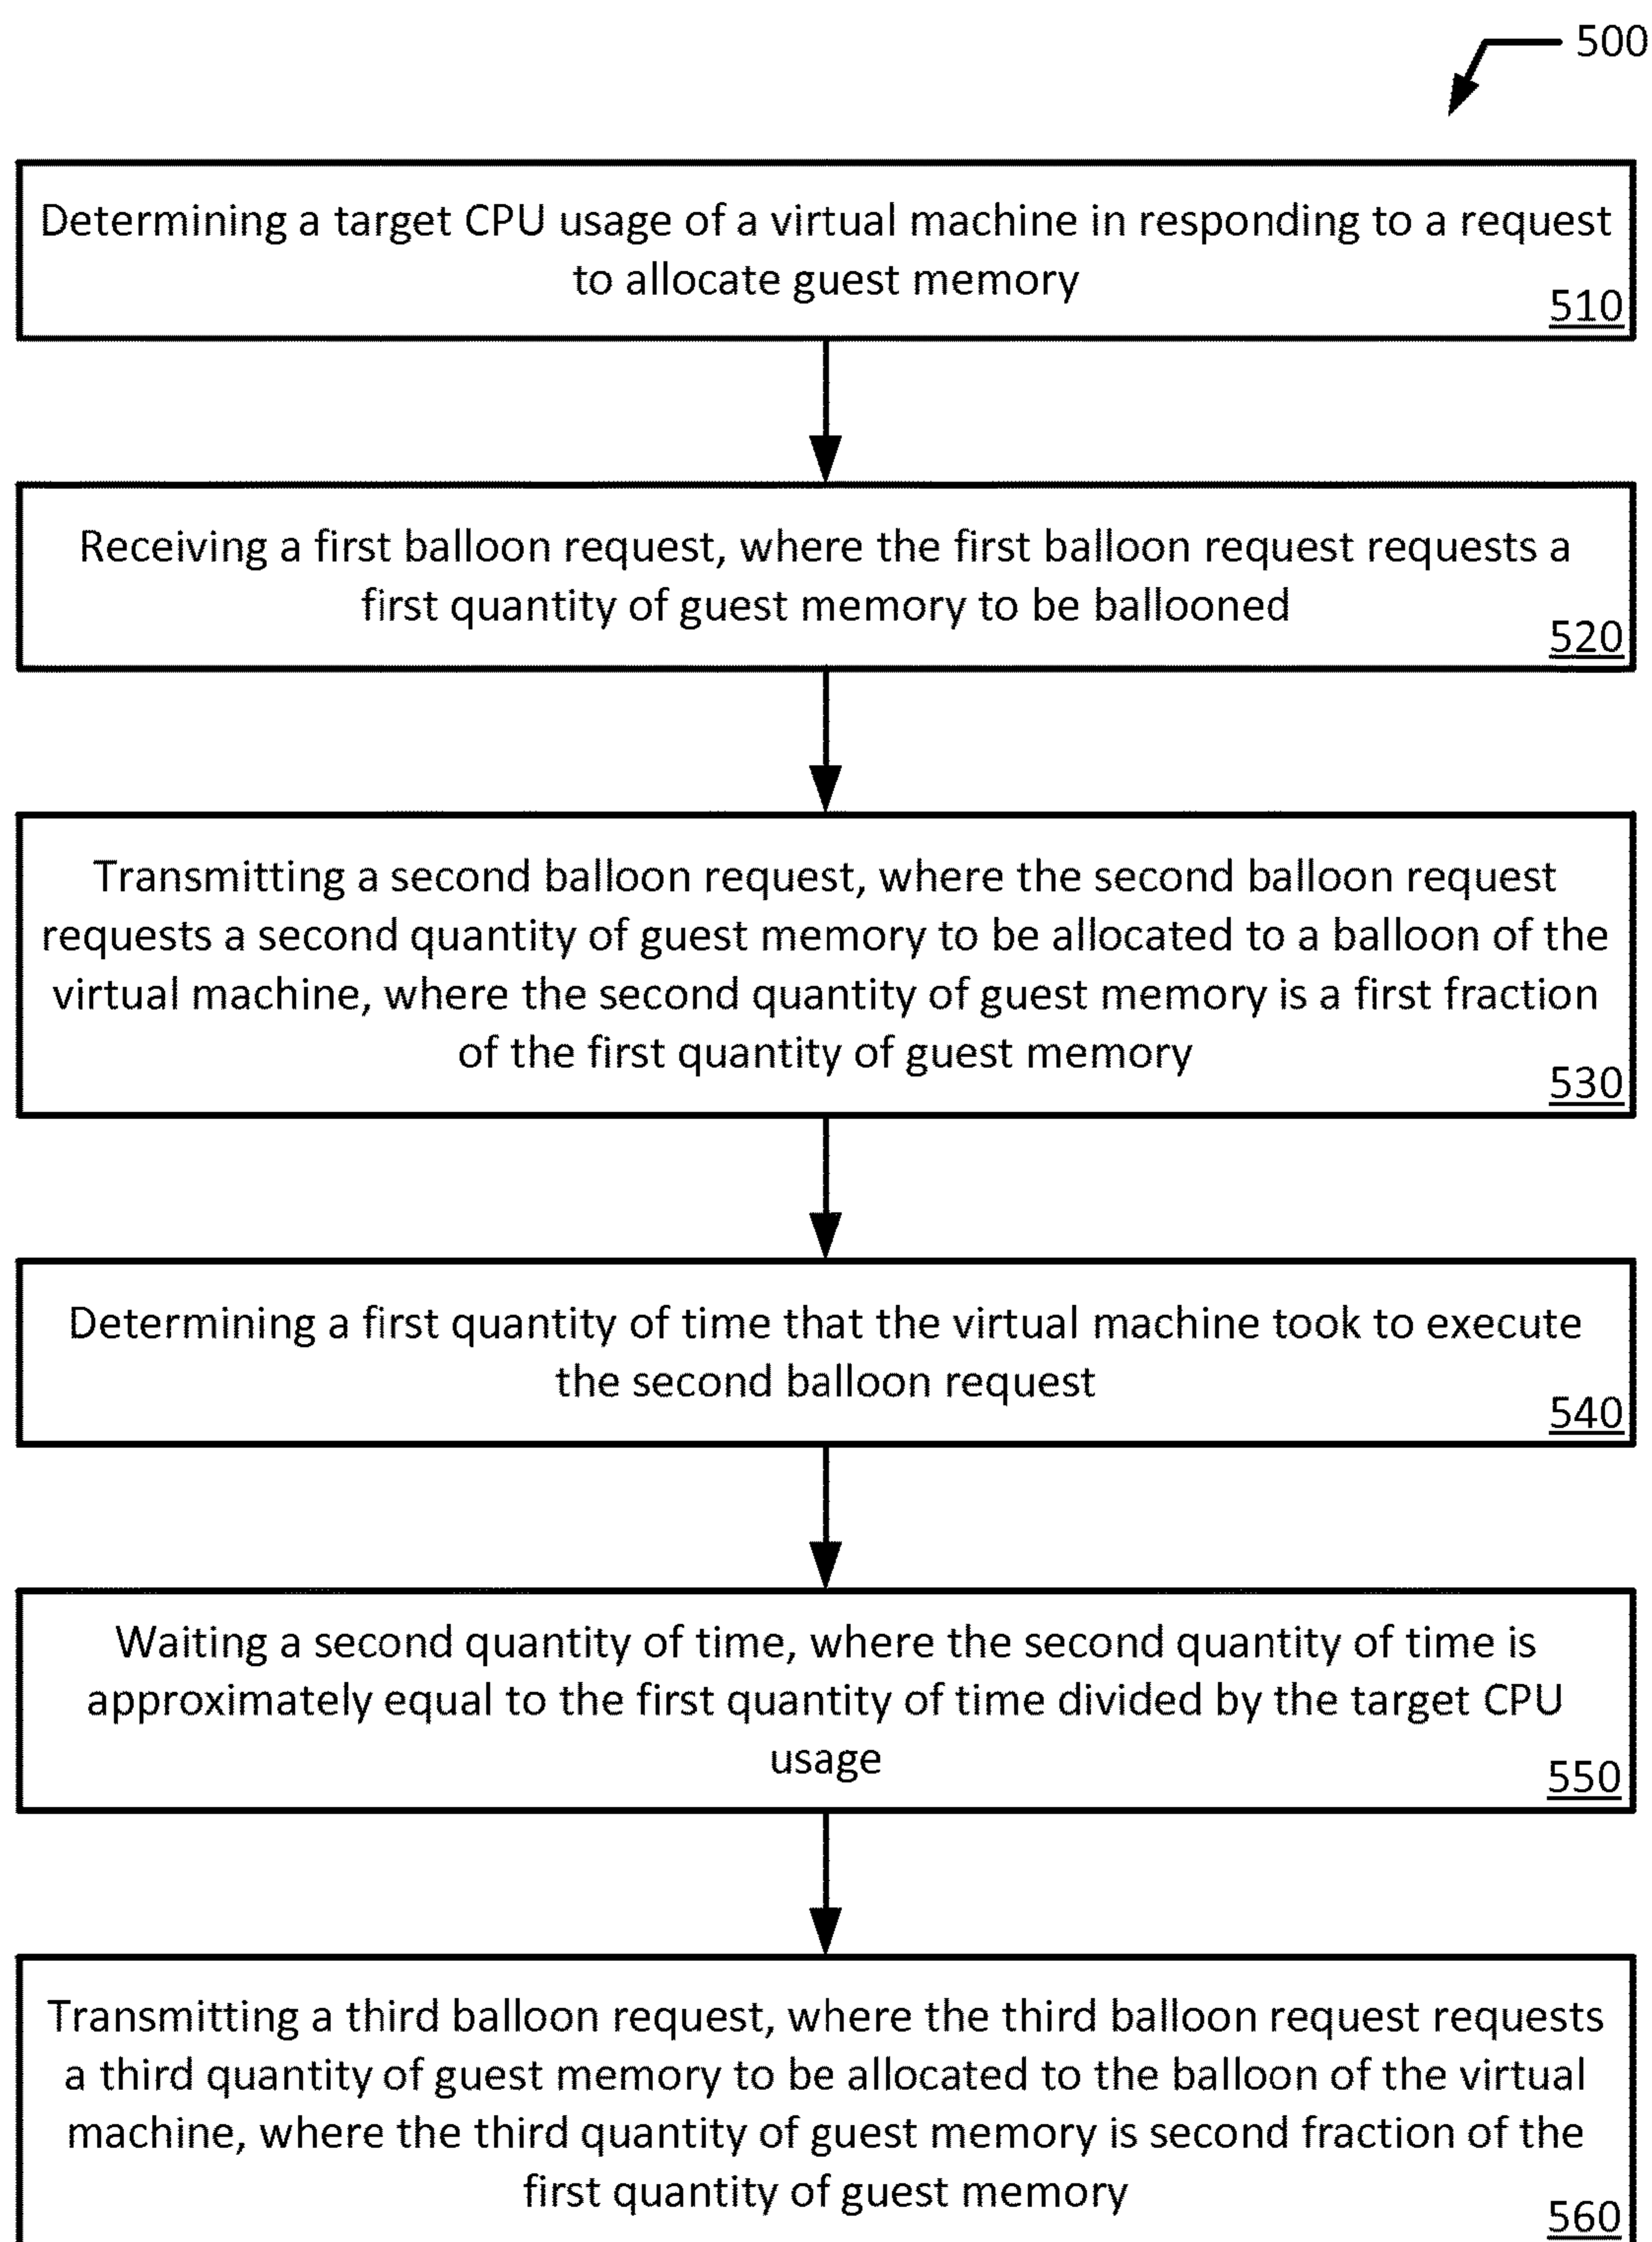 500
Determining a target CPU usage of a virtual machine in responding to a request
to allocate guest memory
510
Receiving a first balloon request, where the first balloon request requests a
first quantity of guest memory to be ballooned
520
Transmitting a second balloon request, where the second balloon request
requests a second quantity of guest memory to be allocated to a balloon of the
virtual machine, where the second quantity of guest memory is a first fraction
of the first quantity of guest memory
530
Determining a first quantity of time that the virtual machine took to execute
the second balloon request
540
Waiting a second quantity of time, where the second quantity of time is
approximately equal to the first quantity of time divided by the target CPU
usage
550
Transmitting a third balloon request, where the third balloon request requests
a third quantity of guest memory to be allocated to the balloon of the virtual
machine, where the third quantity of guest memory is second fraction of the
first quantity of guest memory
560